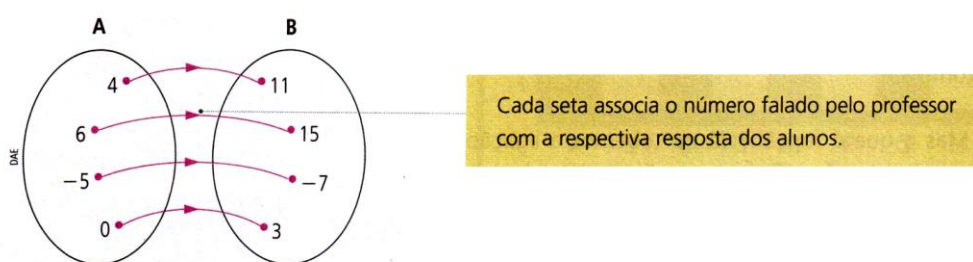 A B
4 11
6 15
−5 −7
0 3
DAE
Cada seta associa o número falado pelo professor
com a respectiva resposta dos alunos.